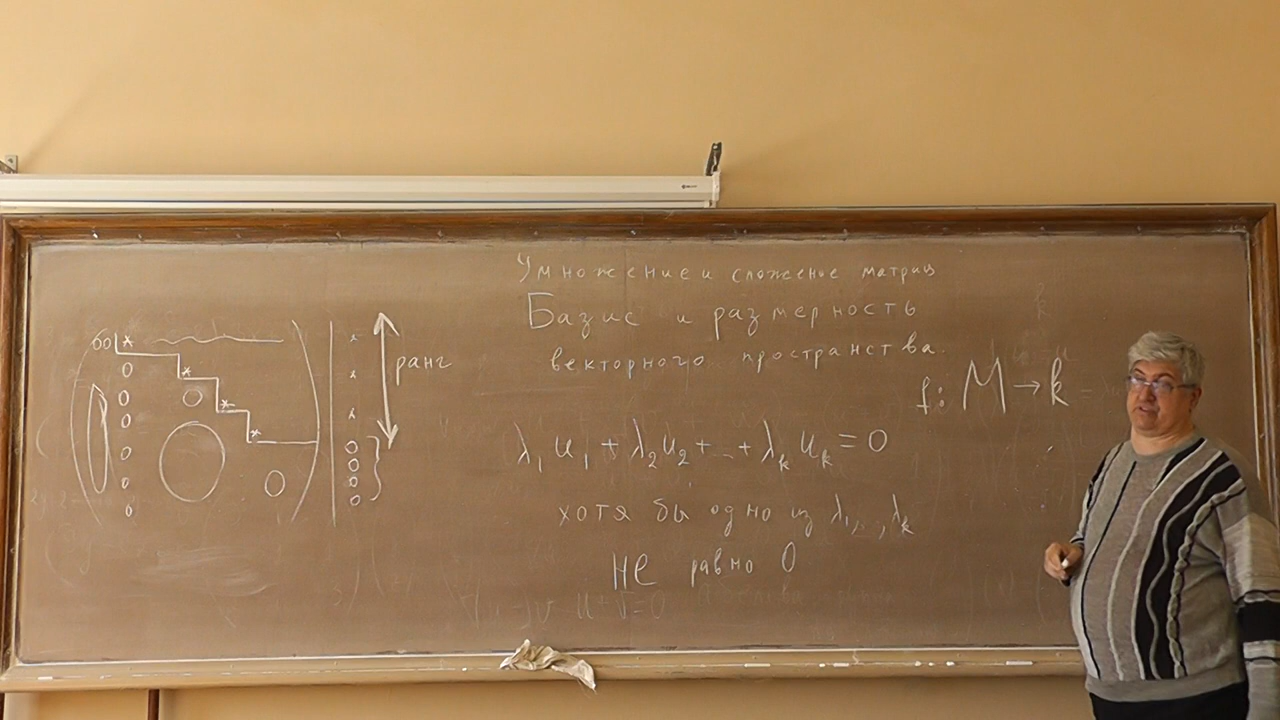 Умножение и сложение матриц
Базис и размерность
векторного пространства.
ранг
f: M → k
λ₁u₁ + λ₂u₂ + ... + λₖuₖ = 0
хотя бы одно из λ₁, .., λₖ
не равно 0